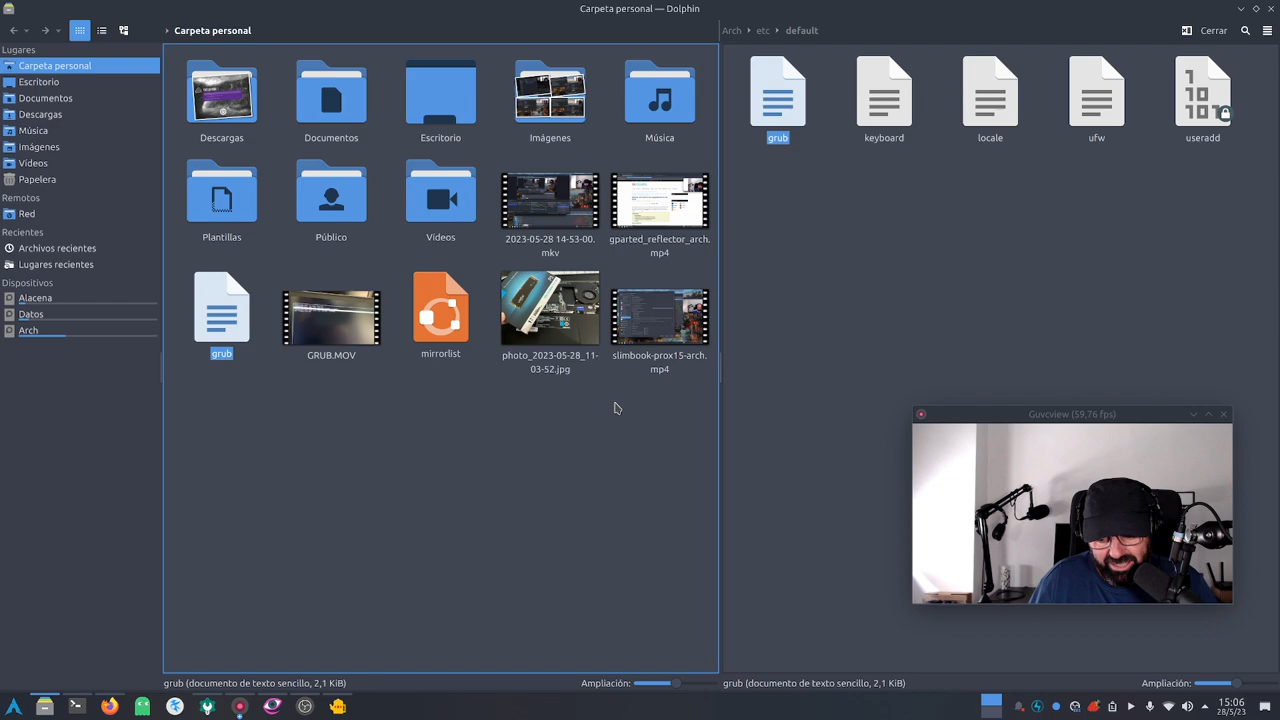 Carpeta personal — Dolphin
Carpeta personal
Arch
etc
default
Cerrar
Lugares
Carpeta personal
Escritorio
Documentos
Descargas
Música
Imágenes
Vídeos
Papelera
Remotos
Red
Recientes
Archivos recientes
Lugares recientes
Dispositivos
Alacena
Datos
Arch
Descargas
Documentos
Escritorio
Imágenes
Música
Plantillas
Público
Vídeos
2023-05-28 14-53-00.
mkv
gparted_reflector_arch.
mp4
grub
GRUB.MOV
mirrorlist
photo_2023-05-28_11-
03-52.jpg
slimbook-prox15-arch.
mp4
grub
keyboard
locale
ufw
useradd
Guvcview (59,76 fps)
grub (documento de texto sencillo, 2,1 KiB)
Ampliación:
grub (documento de texto sencillo, 2,1 KiB)
Ampliación:
15:06
28/5/23